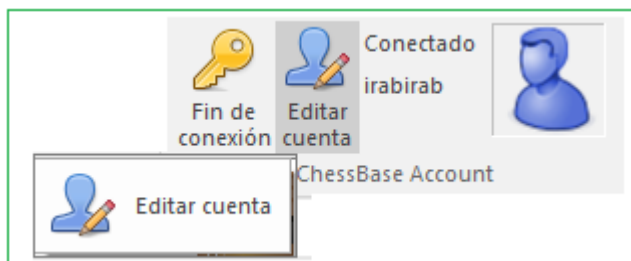 Conectado
irabirab
Fin de
conexión
Editar
cuenta
ChessBase Account
Editar cuenta